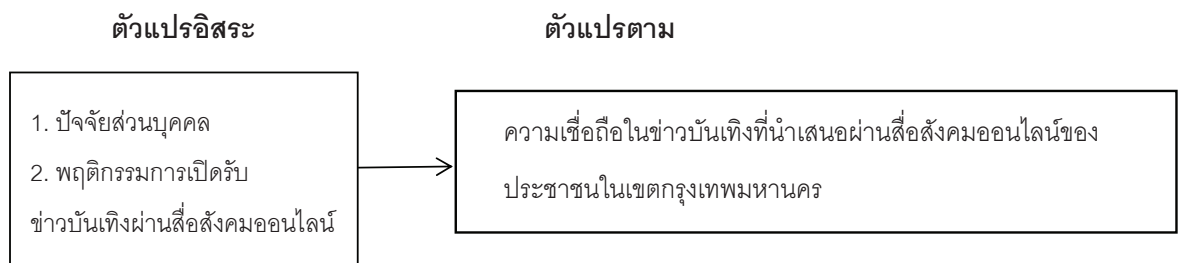 ตัวแปรอิสระ
ตัวแปรตาม
1. ปัจจัยส่วนบุคคล
2. พฤติกรรมการเปิดรับ
ข่าวบันเทิงผ่านสื่อสังคมออนไลน์
ความเชื่อถือในข่าวบันเทิงที่นำเสนอผ่านสื่อสังคมออนไลน์ของ
ประชาชนในเขตกรุงเทพมหานคร